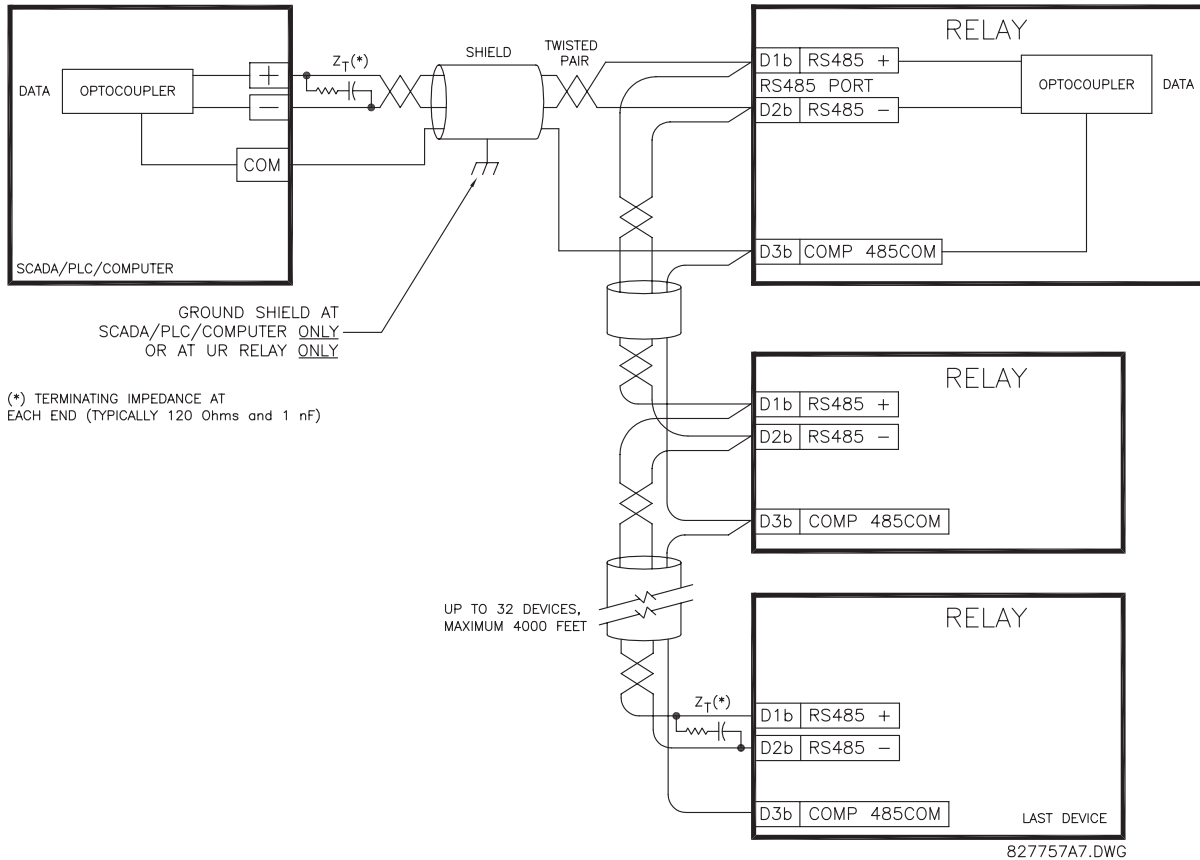 DATA
OPTOCOUPLER
+
−
COM
SCADA/PLC/COMPUTER
ZT(*)
SHIELD
TWISTED
PAIR
GROUND SHIELD AT
SCADA/PLC/COMPUTER ONLY
OR AT UR RELAY ONLY
(*) TERMINATING IMPEDANCE AT
EACH END (TYPICALLY 120 Ohms and 1 nF)
RELAY
D1b RS485 +
RS485 PORT
D2b RS485 −
OPTOCOUPLER
DATA
D3b COMP 485COM
RELAY
D1b RS485 +
D2b RS485 −
D3b COMP 485COM
UP TO 32 DEVICES,
MAXIMUM 4000 FEET
RELAY
ZT(*)
D1b RS485 +
D2b RS485 −
D3b COMP 485COM
LAST DEVICE
827757A7.DWG